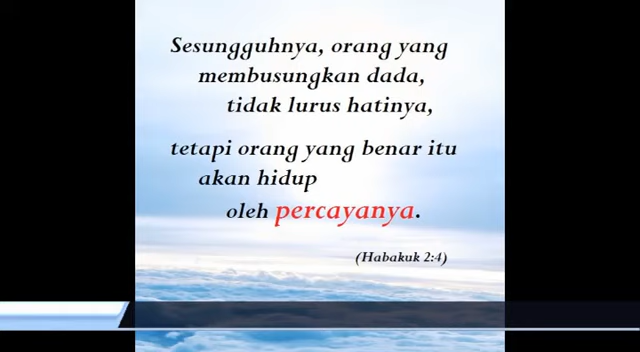 Sesungguhnya, orang yang
membusungkan dada,
tidak lurus hatinya,
tetapi orang yang benar itu
akan hidup
oleh percayanya.
(Habakuk 2:4)